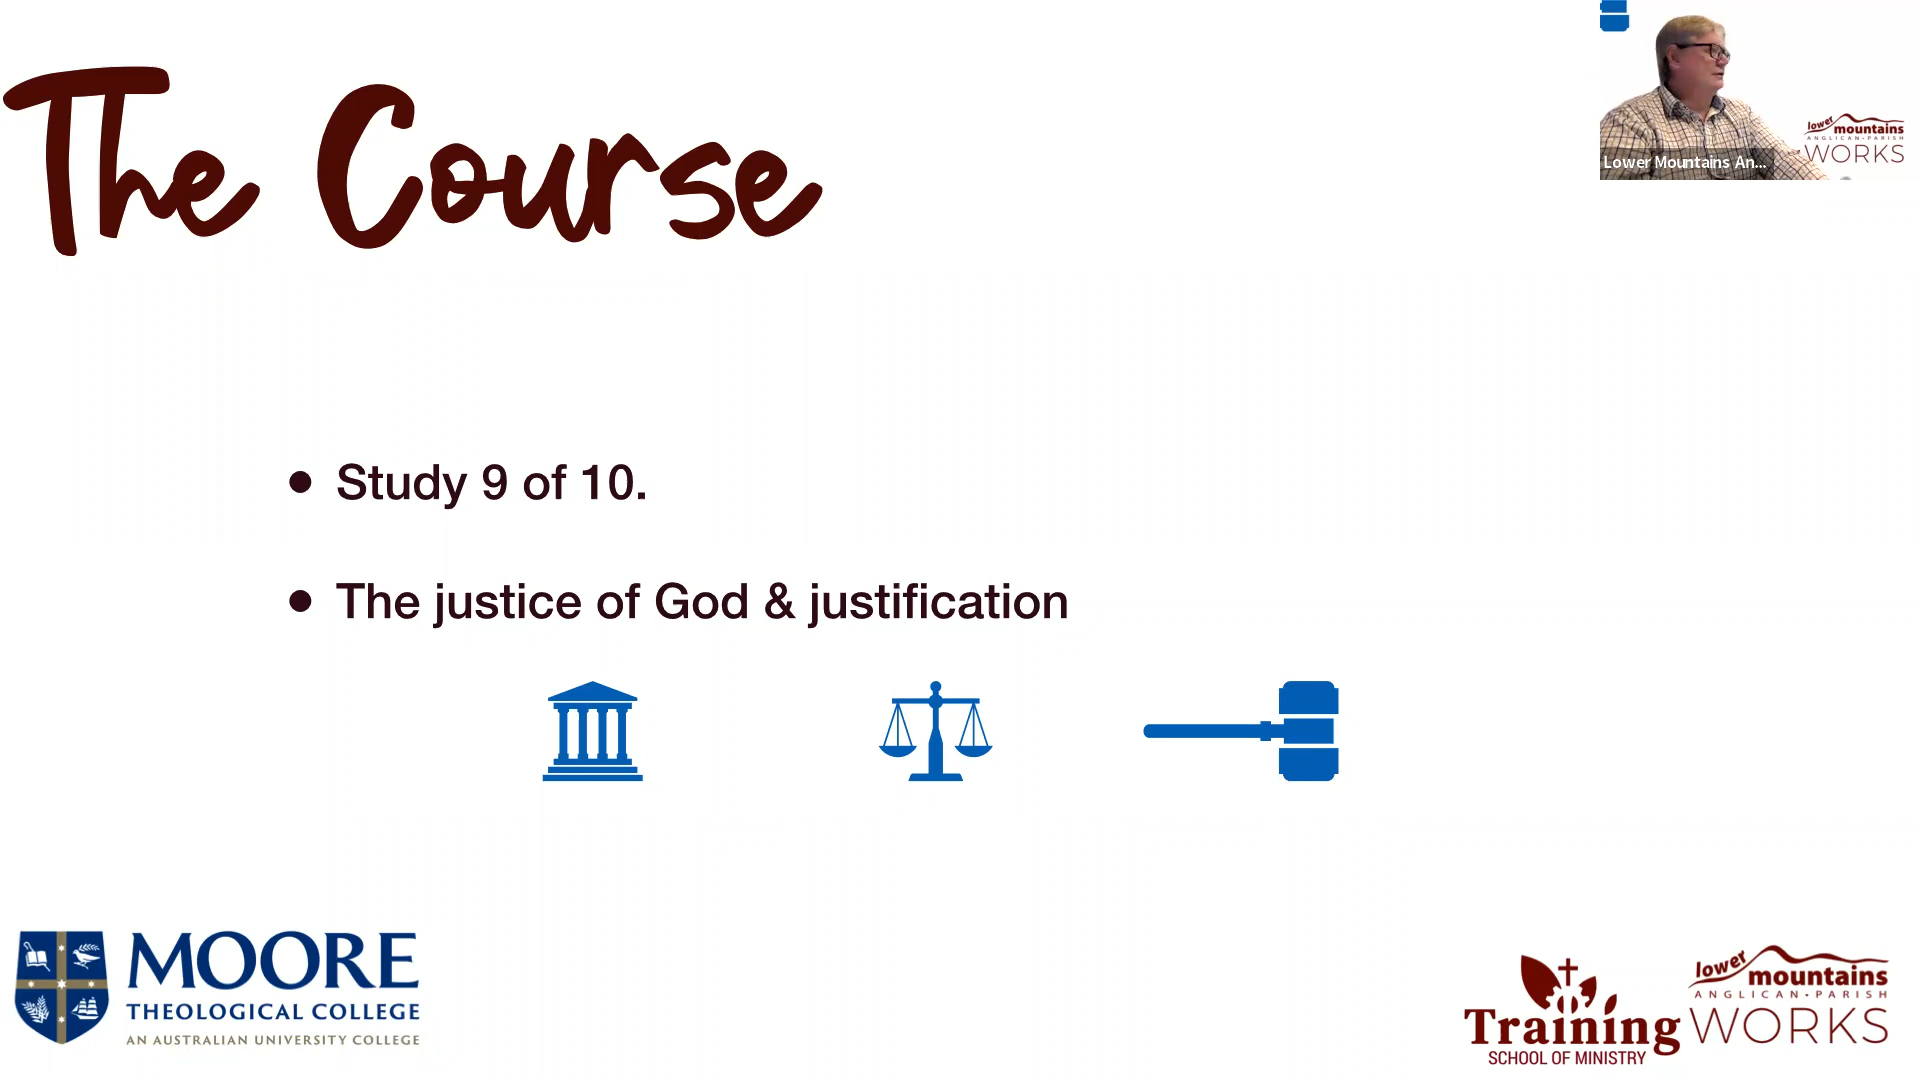 The Course
lower
mountains
ANGLICAN • PARISH
WORKS
Lower Mountains An...
• Study 9 of 10.
• The justice of God & justification
MOORE
THEOLOGICAL COLLEGE
AN AUSTRALIAN UNIVERSITY COLLEGE
Training
SCHOOL OF MINISTRY
lower
mountains
ANGLICAN • PARISH
WORKS